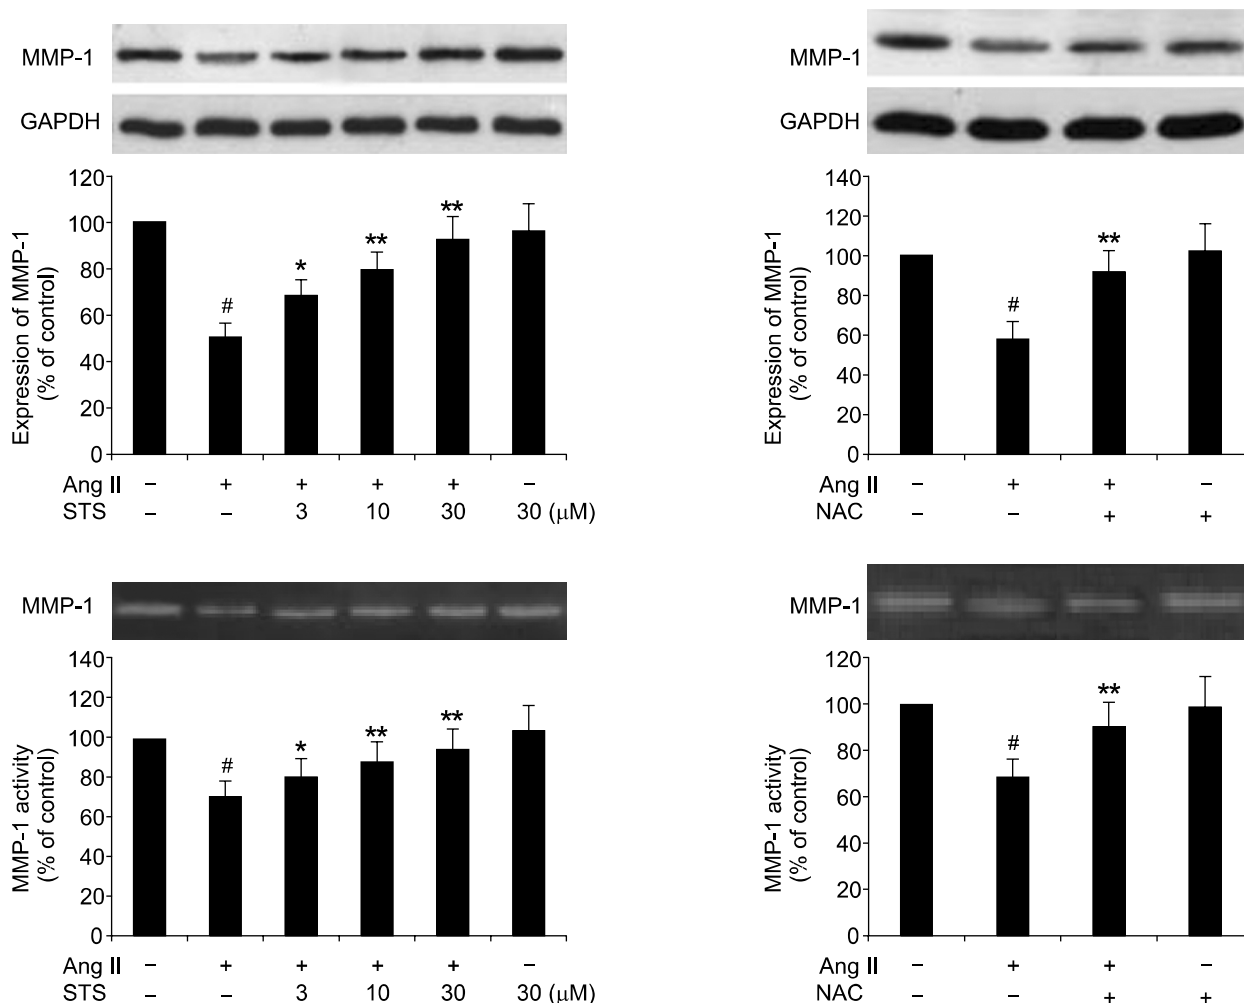 MMP-1
GAPDH
120
100
80
60
40
20
0
Expression of MMP-1
(% of control)
#
*
**
**
Ang II – + + + + –
STS – – 3 10 30 30 (μM)
MMP-1
GAPDH
140
120
100
80
60
40
20
0
Expression of MMP-1
(% of control)
#
**
Ang II – + + –
NAC – – + +
MMP-1
140
120
100
80
60
40
20
0
MMP-1 activity
(% of control)
#
*
**
**
Ang II – + + + + –
STS – – 3 10 30 30 (μM)
MMP-1
120
100
80
60
40
20
0
MMP-1 activity
(% of control)
#
**
Ang II – + + –
NAC – – + +